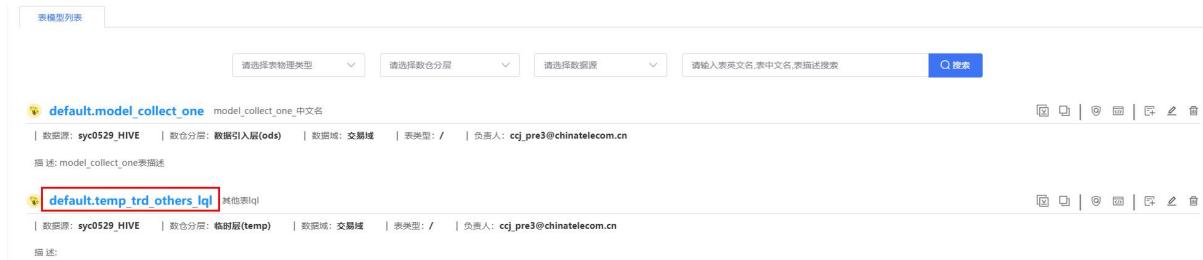 表模型列表
请选择表物理类型 请选择数仓分层 请选择数据源 请输入表英文名,表中文名,表描述搜索 搜索
default.model_collect_one model_collect_one_中文名
| 数据源：syc0529_HIVE | 数仓分层：数据引入层(ods) | 数据域：交易域 | 表类型：/ | 负责人：ccj_pre3@chinatelecom.cn
描 述: model_collect_one表描述
default.temp_trd_others_lql 其他表lql
| 数据源：syc0529_HIVE | 数仓分层：临时层(temp) | 数据域：交易域 | 表类型：/ | 负责人：ccj_pre3@chinatelecom.cn
描 述: